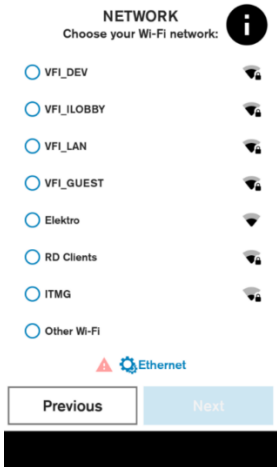 NETWORK
Choose your Wi-Fi network:
i
VFI_DEV
VFI_ILOBBY
VFI_LAN
VFI_GUEST
Elektro
RD Clients
ITMG
Other Wi-Fi
Ethernet
Previous
Next